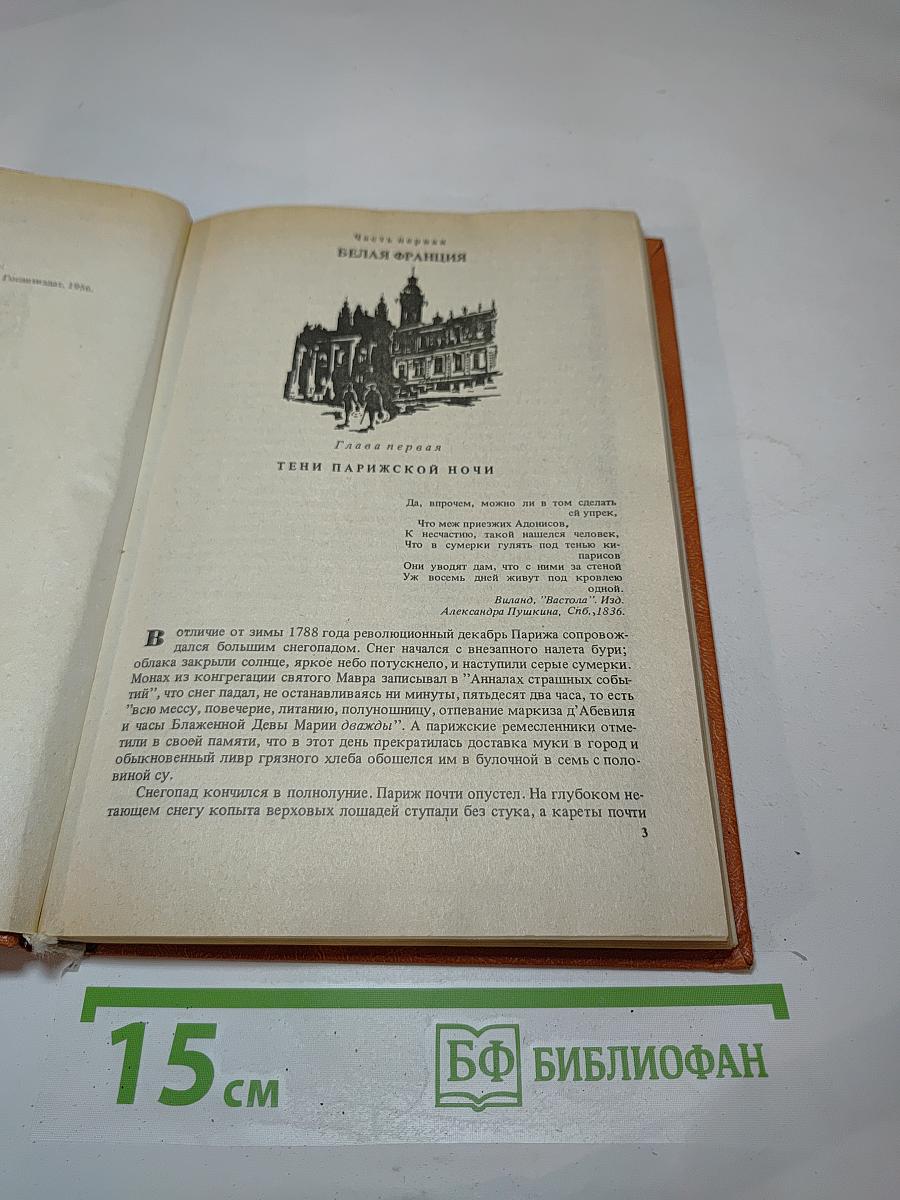 Госполитиздат, 1956.
Часть первая
БЕЛАЯ ФРАНЦИЯ
Глава первая
ТЕНИ ПАРИЖСКОЙ НОЧИ
Да, впрочем, можно ли в том сделать
ей упрек,
Что меж приезжих Адонисов,
К несчастию, такой нашелся человек,
Что в сумерки гулять под тенью ки-
парисов
Они уводят дам, что с ними за стеной
Уж восемь дней живут под кровлею
одной.
Виланд, "Вастола". Изд.
Александра Пушкина, Спб., 1836.
В отличие от зимы 1788 года революционный декабрь Парижа сопровож-
дался большим снегопадом. Снег начался с внезапного налета бури;
облака закрыли солнце, яркое небо потускнело, и наступили серые сумерки.
Монах из конгрегации святого Мавра записывал в "Анналах страшных собы-
тий", что снег падал, не останавливаясь ни минуты, пятьдесят два часа, то есть
"всю мессу, повечерие, литанию, полуношницу, отпевание маркиза д'Абевиля
и часы Блаженной Девы Марии дважды". А парижские ремесленники отме-
тили в своей памяти, что в этот день прекратилась доставка муки в город и
обыкновенный ливр грязного хлеба обошелся им в булочной в семь с поло-
виной су.
Снегопад кончился в полнолуние. Париж почти опустел. На глубоком не-
тающем снегу копыта верховых лошадей ступали без стука, а кареты почти
3
15 см
БФ БИБЛИОФАН